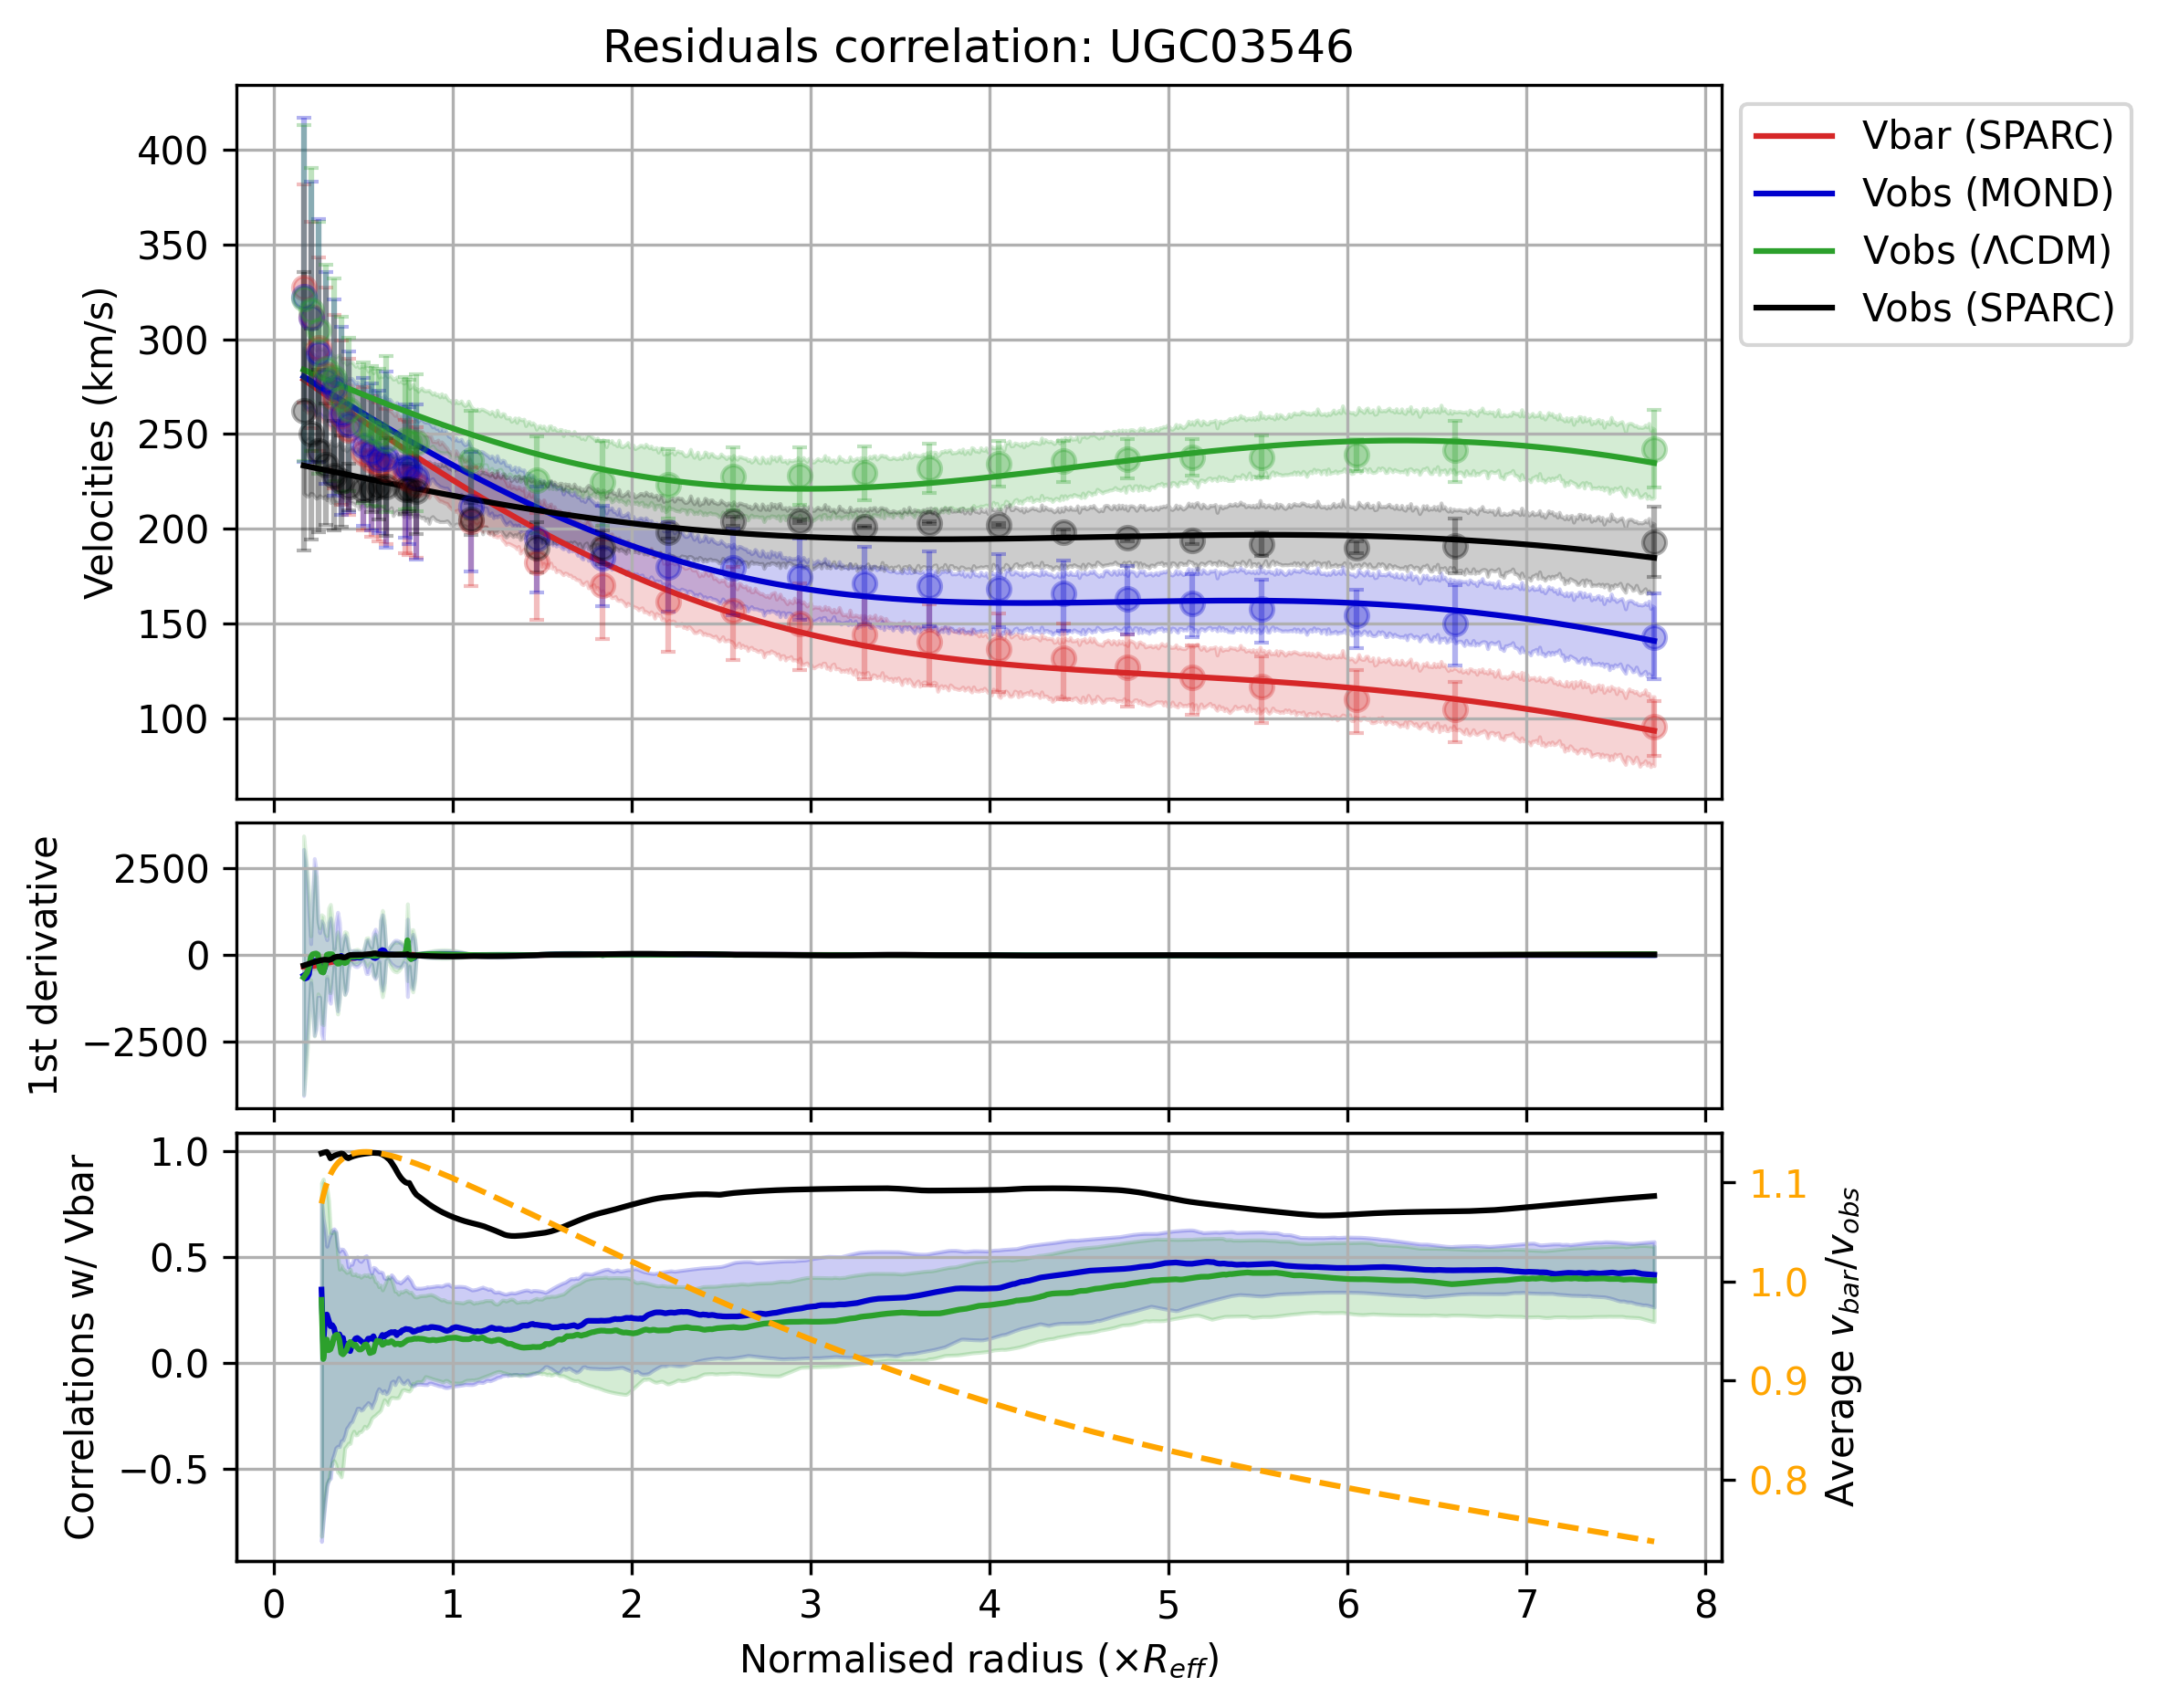 Residuals correlation: UGC03546
Velocities (km/s)
400
350
300
250
200
150
100
Vbar (SPARC)
Vobs (MOND)
Vobs (ΛCDM)
Vobs (SPARC)
1st derivative
2500
0
−2500
Correlations w/ Vbar
1.0
0.5
0.0
−0.5
1.1
1.0
0.9
0.8
Average v_bar/v_obs
0 1 2 3 4 5 6 7 8
Normalised radius (×R_eff)